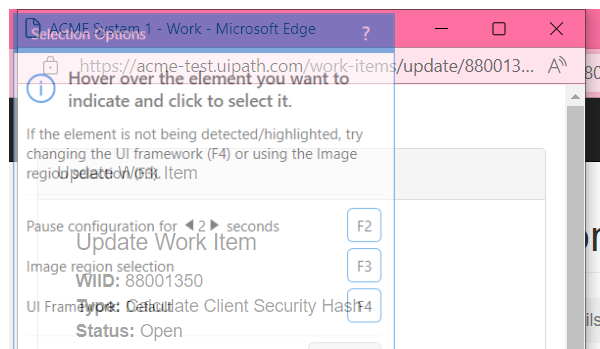 ACME System 1 - Work - Microsoft Edge
Selection Options ?
https://acme-test.uipath.com/work-items/update/880013...
Hover over the element you want to
indicate and click to select it.
If the element is not being detected/highlighted, try
changing the UI framework (F4) or using the Image
region selection (F3).
Update Work Item
Pause configuration for 2 seconds F2
Update Work Item
Image region selection F3
WIID: 88001350
UI Framework: Default F4
Type: Calculate Client Security Hash
Status: Open